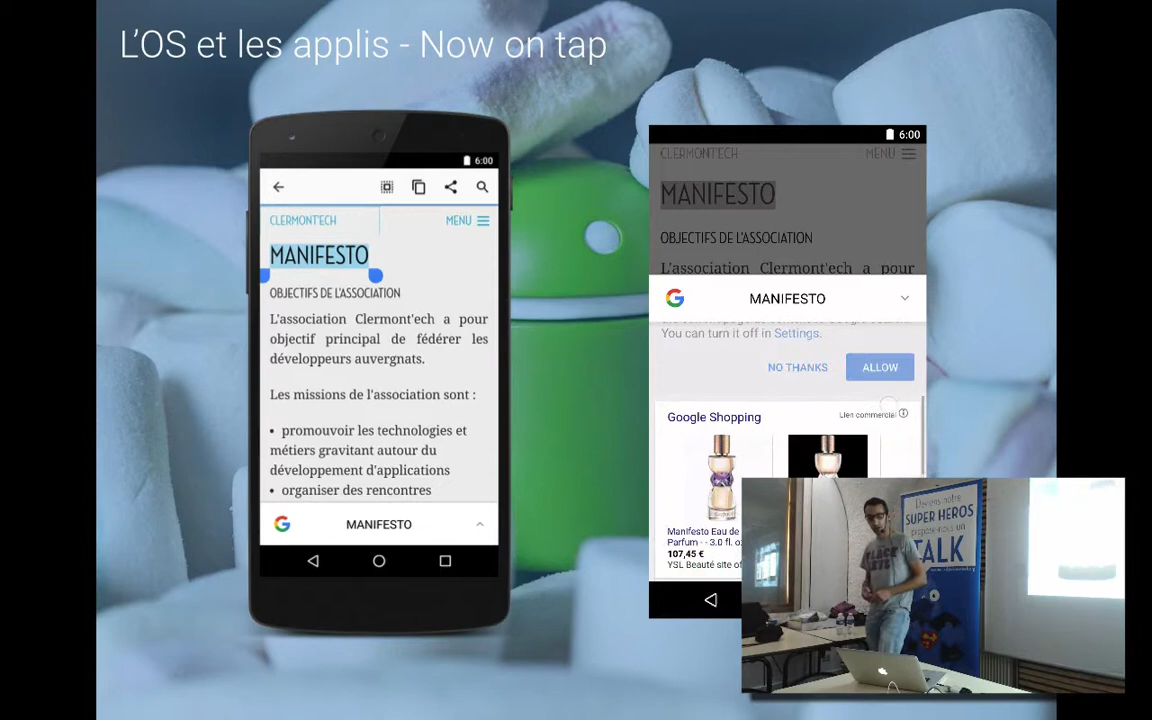 L'OS et les applis - Now on tap
6:00
CLERMONT'ECH
MENU
MANIFESTO
OBJECTIFS DE L'ASSOCIATION
L'association Clermont'ech a pour
objectif principal de fédérer les
développeurs auvergnats.
Les missions de l'association sont :
• promouvoir les technologies et
métiers gravitant autour du
développement d'applications
• organiser des rencontres
MANIFESTO
6:00
CLERMONT'ECH
MENU
MANIFESTO
OBJECTIFS DE L'ASSOCIATION
L'association Clermont'ech a pour
MANIFESTO
You can turn it off in Settings.
NO THANKS
ALLOW
Google Shopping
Lien commercial
Manifesto Eau de
Parfum - - 3.0 fl. o
107,45 €
YSL Beauté site of
Deviens notre
SUPER HEROS
propose-nous un
TALK